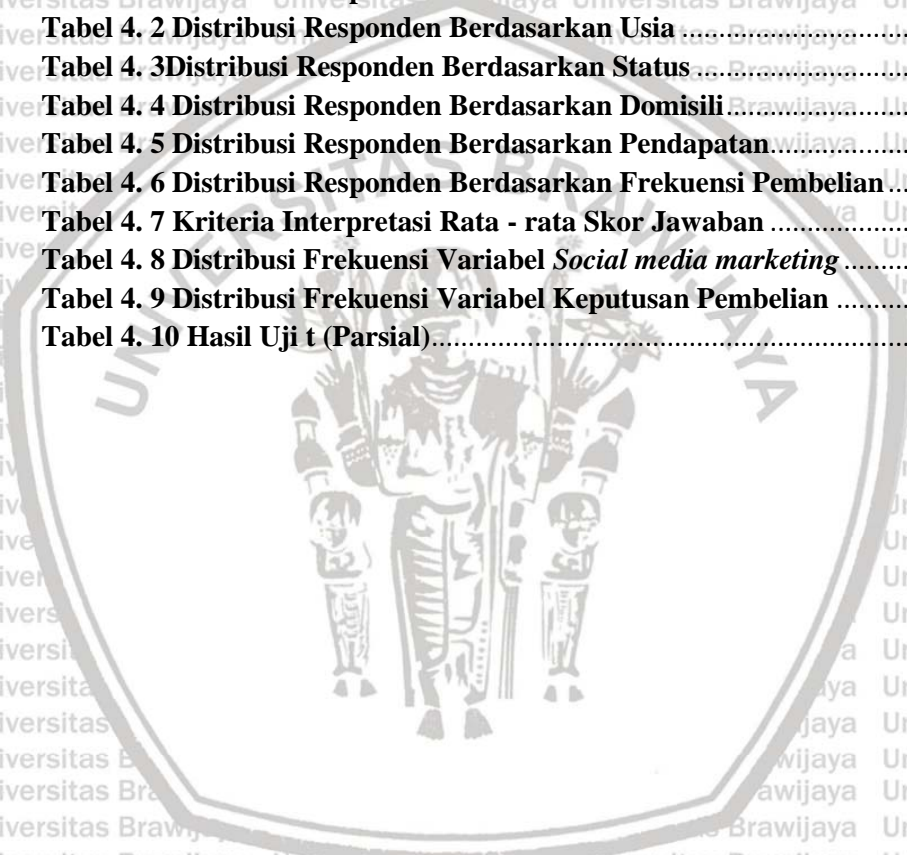 Tabel 4. 2 Distribusi Responden Berdasarkan Usia ..............................
Tabel 4. 3Distribusi Responden Berdasarkan Status .............................
Tabel 4. 4 Distribusi Responden Berdasarkan Domisili .........................
Tabel 4. 5 Distribusi Responden Berdasarkan Pendapatan...................
Tabel 4. 6 Distribusi Responden Berdasarkan Frekuensi Pembelian ...
Tabel 4. 7 Kriteria Interpretasi Rata - rata Skor Jawaban ...................
Tabel 4. 8 Distribusi Frekuensi Variabel Social media marketing .........
Tabel 4. 9 Distribusi Frekuensi Variabel Keputusan Pembelian ..........
Tabel 4. 10 Hasil Uji t (Parsial)................................................................
UNIVERSITAS BRAWIJAYA